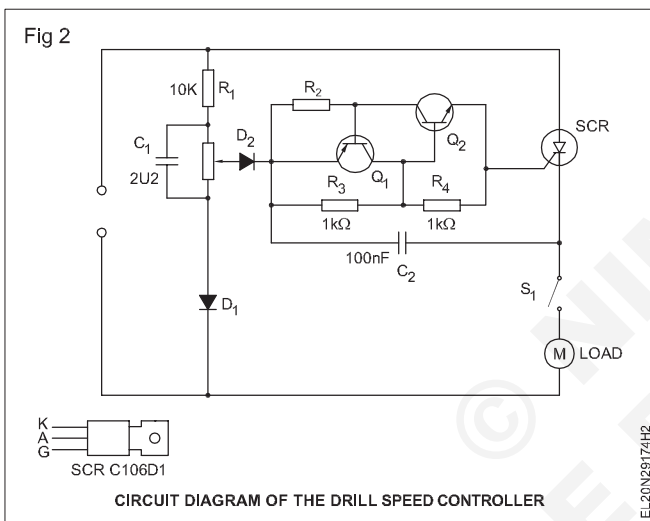 Fig 2
10K R1
C1
2U2
D2
R2
Q1
Q2
SCR
R3
1kΩ
R4
1kΩ
100nF
C2
D1
S1
M LOAD
K
A
G
SCR C106D1
CIRCUIT DIAGRAM OF THE DRILL SPEED CONTROLLER
EL20N29174H2
© NI